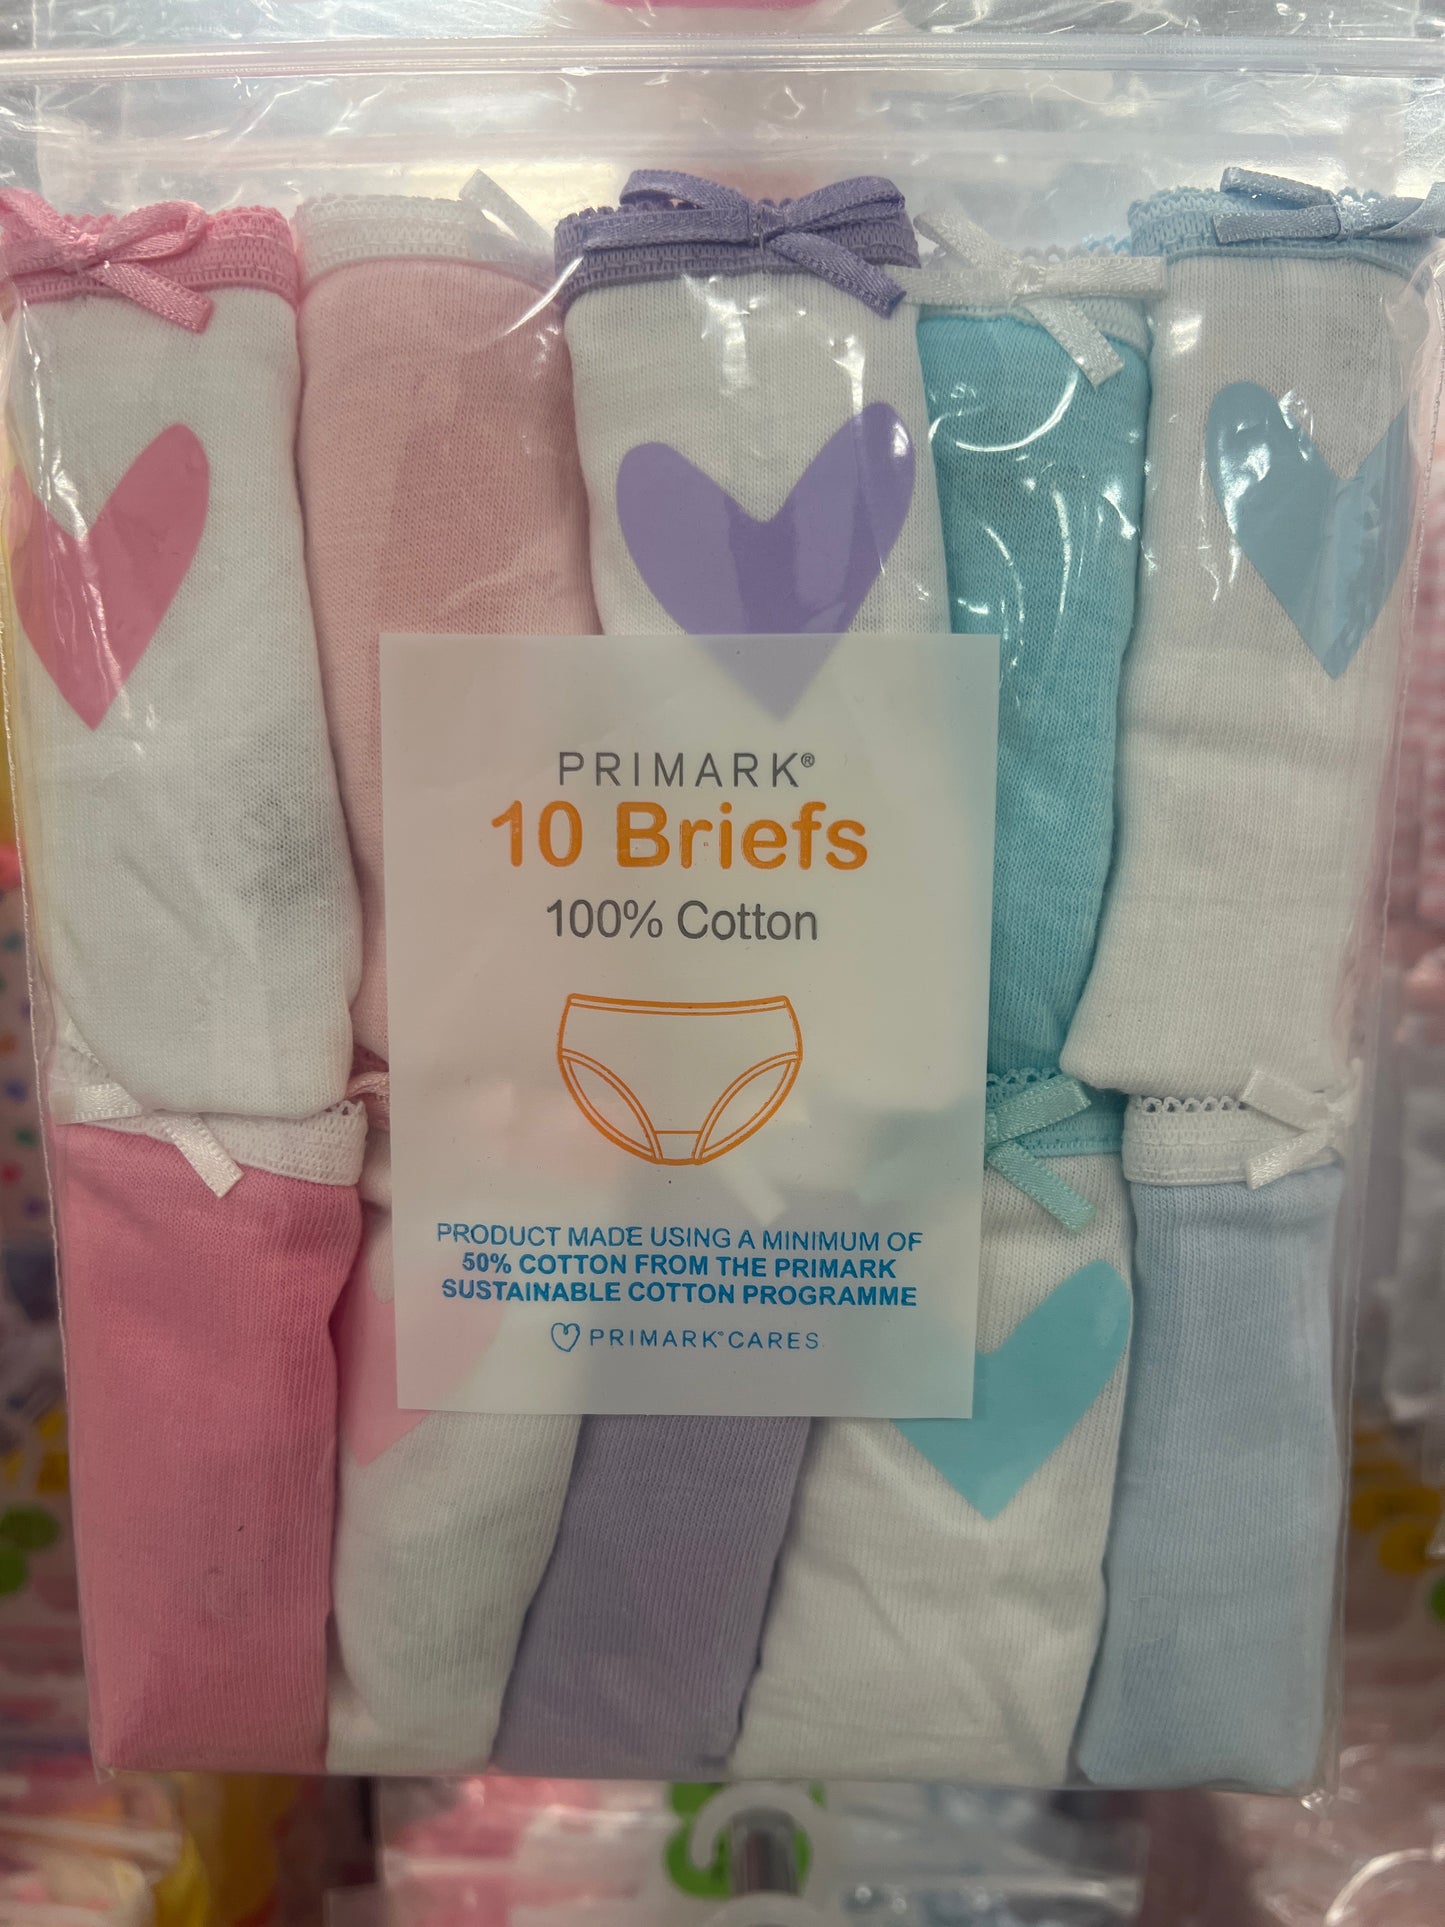 PRIMARK®
10 Briefs
100% Cotton
PRODUCT MADE USING A MINIMUM OF
50% COTTON FROM THE PRIMARK
SUSTAINABLE COTTON PROGRAMME
PRIMARK®CARES